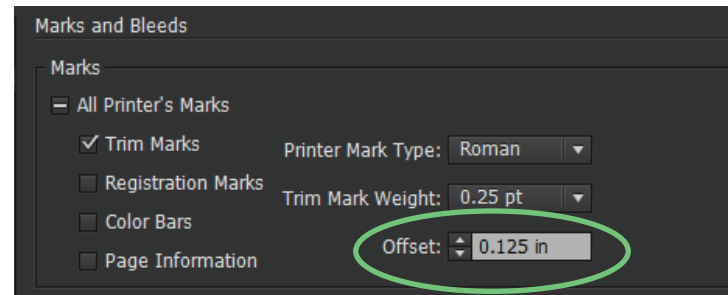 Marks and Bleeds
Marks
All Printer's Marks
Trim Marks
Printer Mark Type: Roman
Registration Marks
Trim Mark Weight: 0.25 pt
Color Bars
Offset: 0.125 in
Page Information